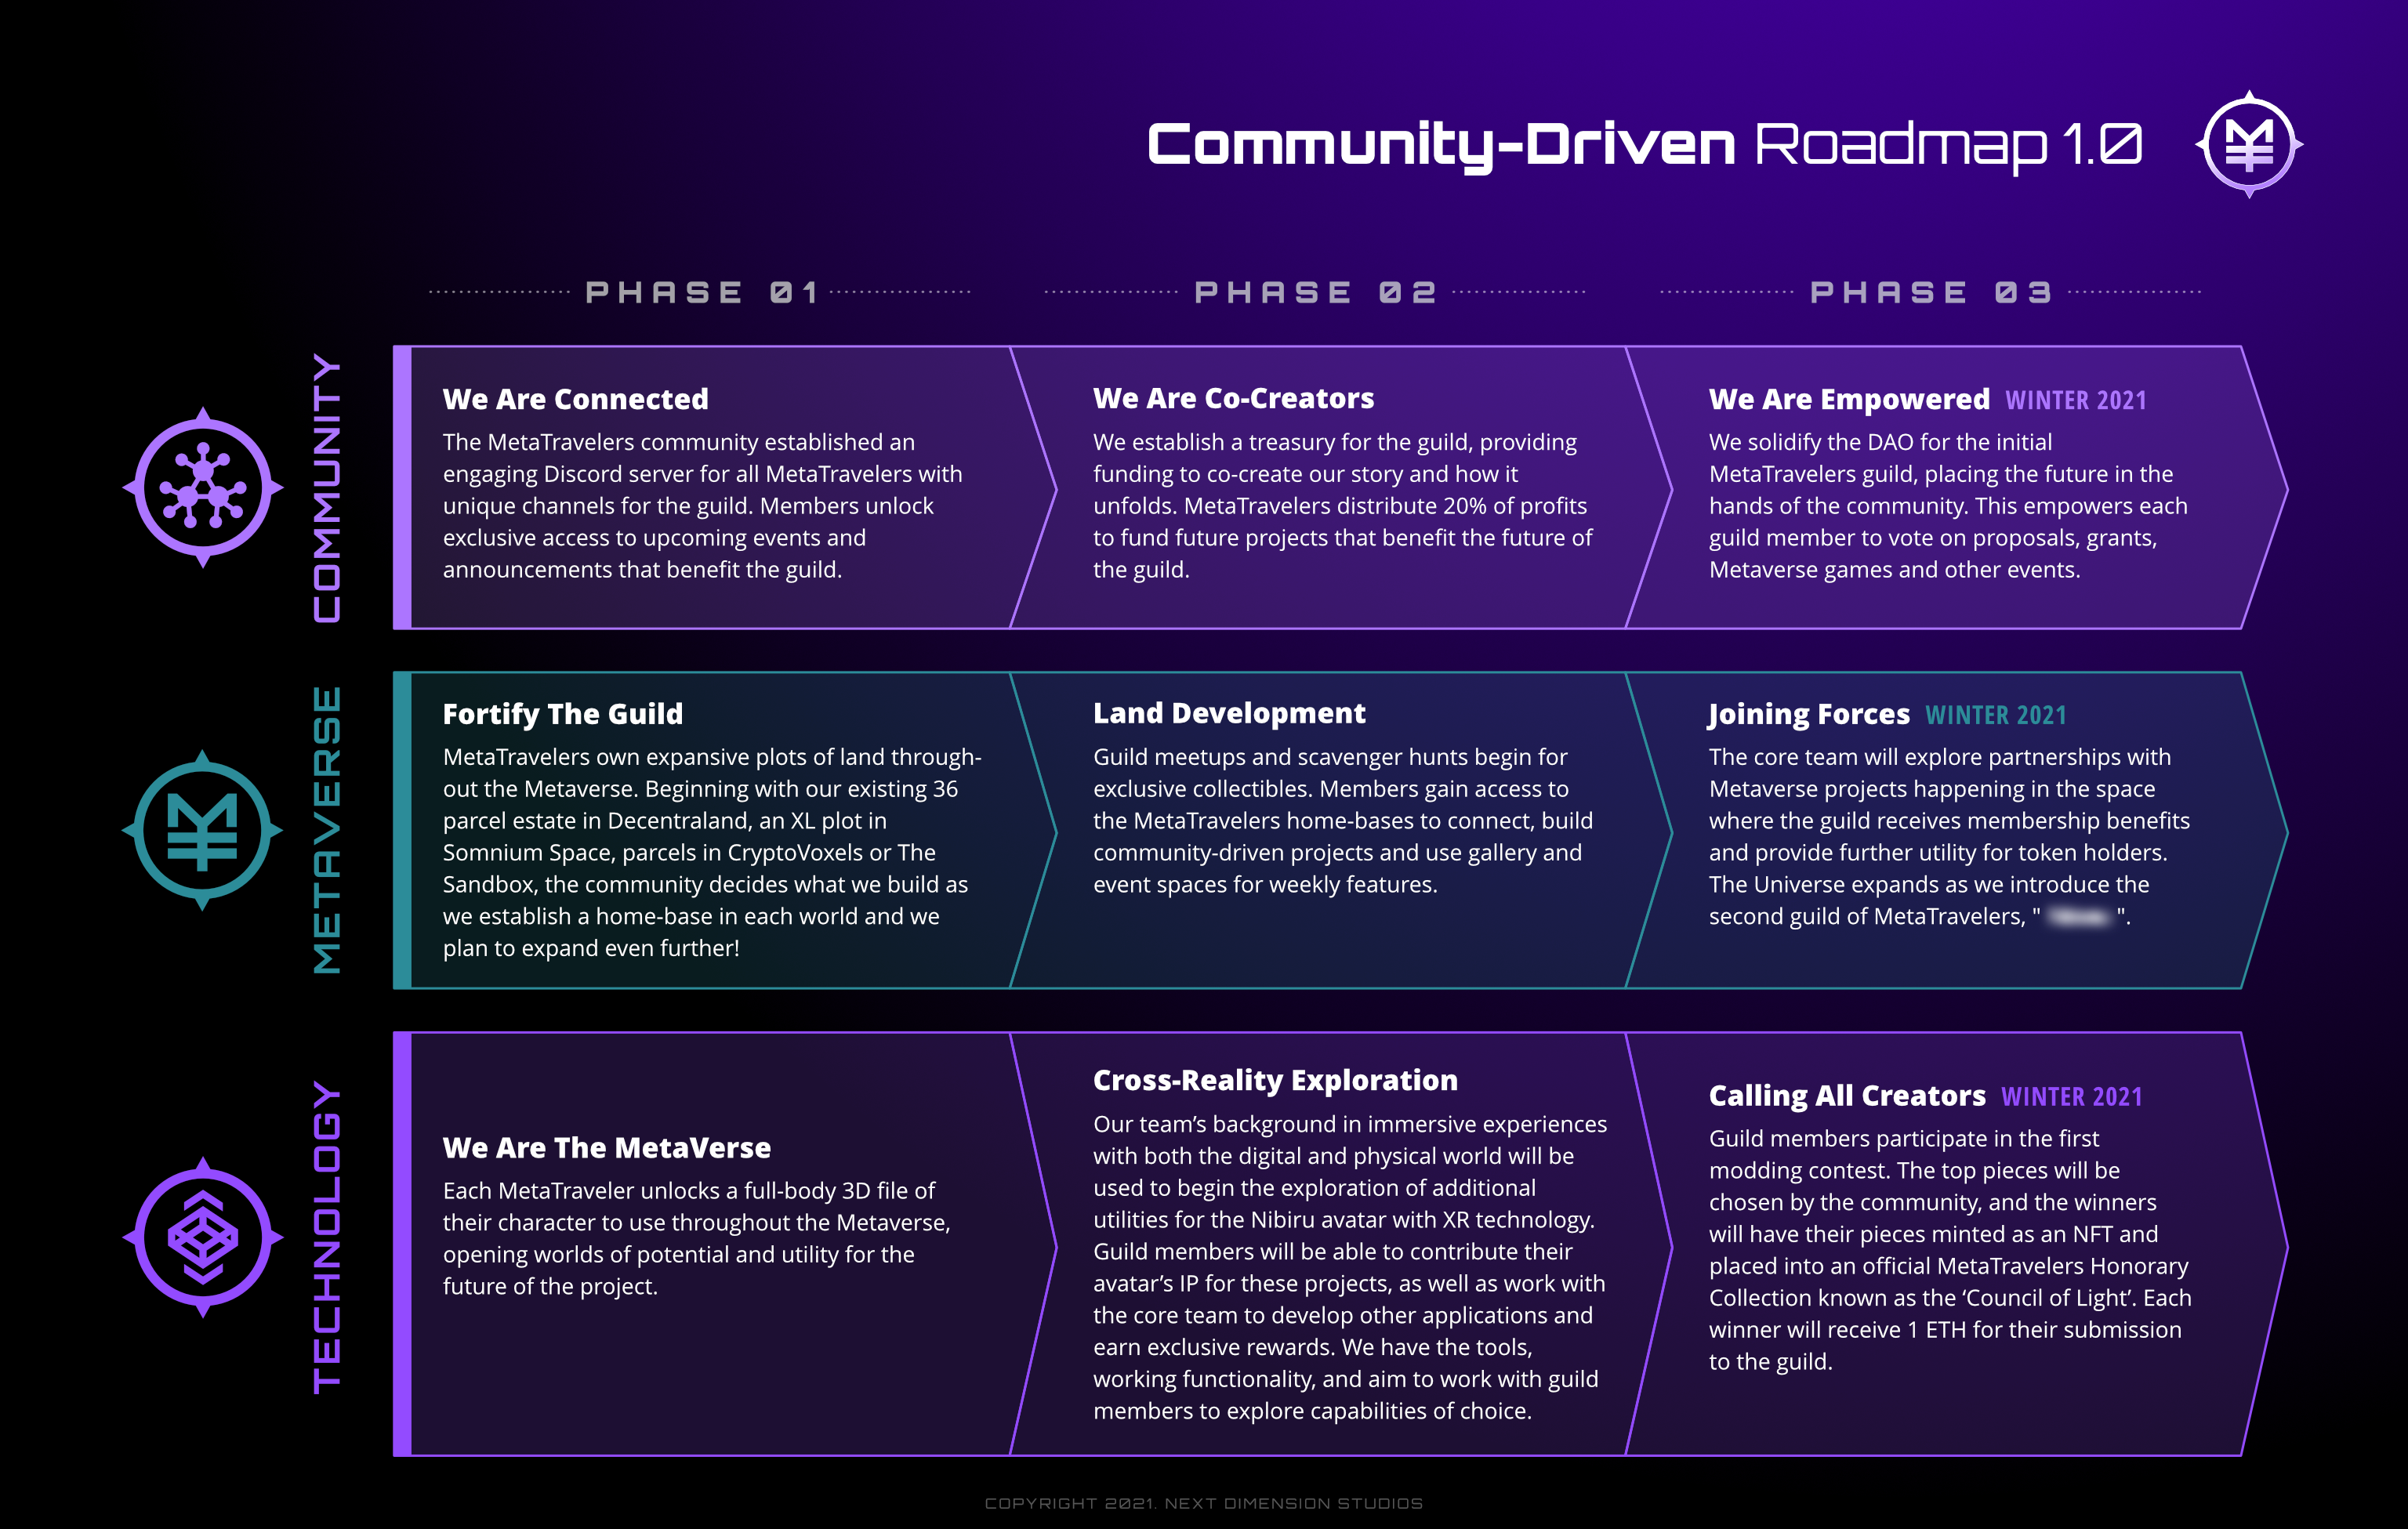 Community-Driven Roadmap 1.0
PHASE 01
PHASE 02
PHASE 03
COMMUNITY
We Are Connected
The MetaTravelers community established an
engaging Discord server for all MetaTravelers with
unique channels for the guild. Members unlock
exclusive access to upcoming events and
announcements that benefit the guild.
We Are Co-Creators
We establish a treasury for the guild, providing
funding to co-create our story and how it
unfolds. MetaTravelers distribute 20% of profits
to fund future projects that benefit the future of
the guild.
We Are Empowered WINTER 2021
We solidify the DAO for the initial
MetaTravelers guild, placing the future in the
hands of the community. This empowers each
guild member to vote on proposals, grants,
Metaverse games and other events.
METAVERSE
Fortify The Guild
MetaTravelers own expansive plots of land through-
out the Metaverse. Beginning with our existing 36
parcel estate in Decentraland, an XL plot in
Somnium Space, parcels in CryptoVoxels or The
Sandbox, the community decides what we build as
we establish a home-base in each world and we
plan to expand even further!
Land Development
Guild meetups and scavenger hunts begin for
exclusive collectibles. Members gain access to
the MetaTravelers home-bases to connect, build
community-driven projects and use gallery and
event spaces for weekly features.
Joining Forces WINTER 2021
The core team will explore partnerships with
Metaverse projects happening in the space
where the guild receives membership benefits
and provide further utility for token holders.
The Universe expands as we introduce the
second guild of MetaTravelers, " ".
TECHNOLOGY
We Are The MetaVerse
Each MetaTraveler unlocks a full-body 3D file of
their character to use throughout the Metaverse,
opening worlds of potential and utility for the
future of the project.
Cross-Reality Exploration
Our team’s background in immersive experiences
with both the digital and physical world will be
used to begin the exploration of additional
utilities for the Nibiru avatar with XR technology.
Guild members will be able to contribute their
avatar’s IP for these projects, as well as work with
the core team to develop other applications and
earn exclusive rewards. We have the tools,
working functionality, and aim to work with guild
members to explore capabilities of choice.
Calling All Creators WINTER 2021
Guild members participate in the first
modding contest. The top pieces will be
chosen by the community, and the winners
will have their pieces minted as an NFT and
placed into an official MetaTravelers Honorary
Collection known as the ‘Council of Light’. Each
winner will receive 1 ETH for their submission
to the guild.
COPYRIGHT 2021. NEXT DIMENSION STUDIOS